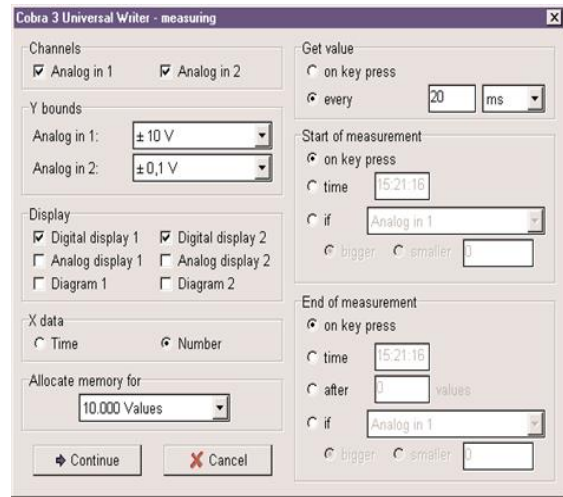 Cobra 3 Universal Writer - measuring
Channels
Analog in 1 Analog in 2
Y bounds
Analog in 1: ± 10 V
Analog in 2: ± 0,1 V
Display
Digital display 1 Digital display 2
Analog display 1 Analog display 2
Diagram 1 Diagram 2
X data
Time Number
Allocate memory for
10.000 Values
Continue Cancel
Get value
on key press
every 20 ms
Start of measurement
on key press
time 15:21:16
if Analog in 1
bigger smaller 0
End of measurement
on key press
time 15:21:16
after 0 values
if Analog in 1
bigger smaller 0